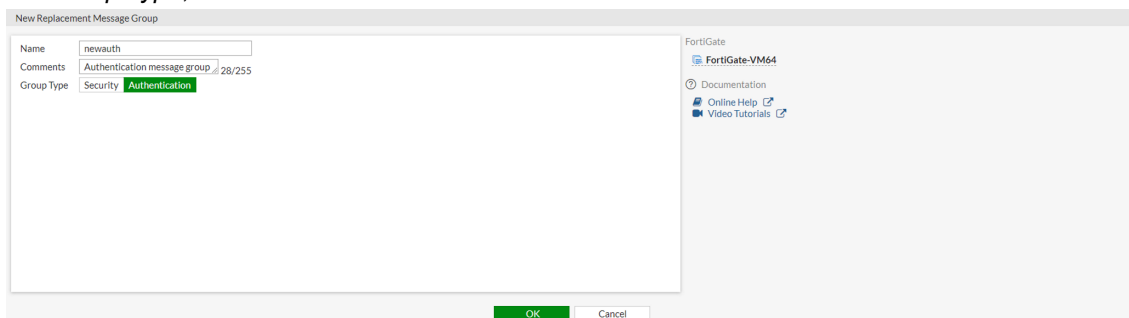 New Replacement Message Group
Name newauth
Comments Authentication message group 28/255
Group Type Security Authentication
OK Cancel
FortiGate
FortiGate-VM64
Documentation
Online Help
Video Tutorials